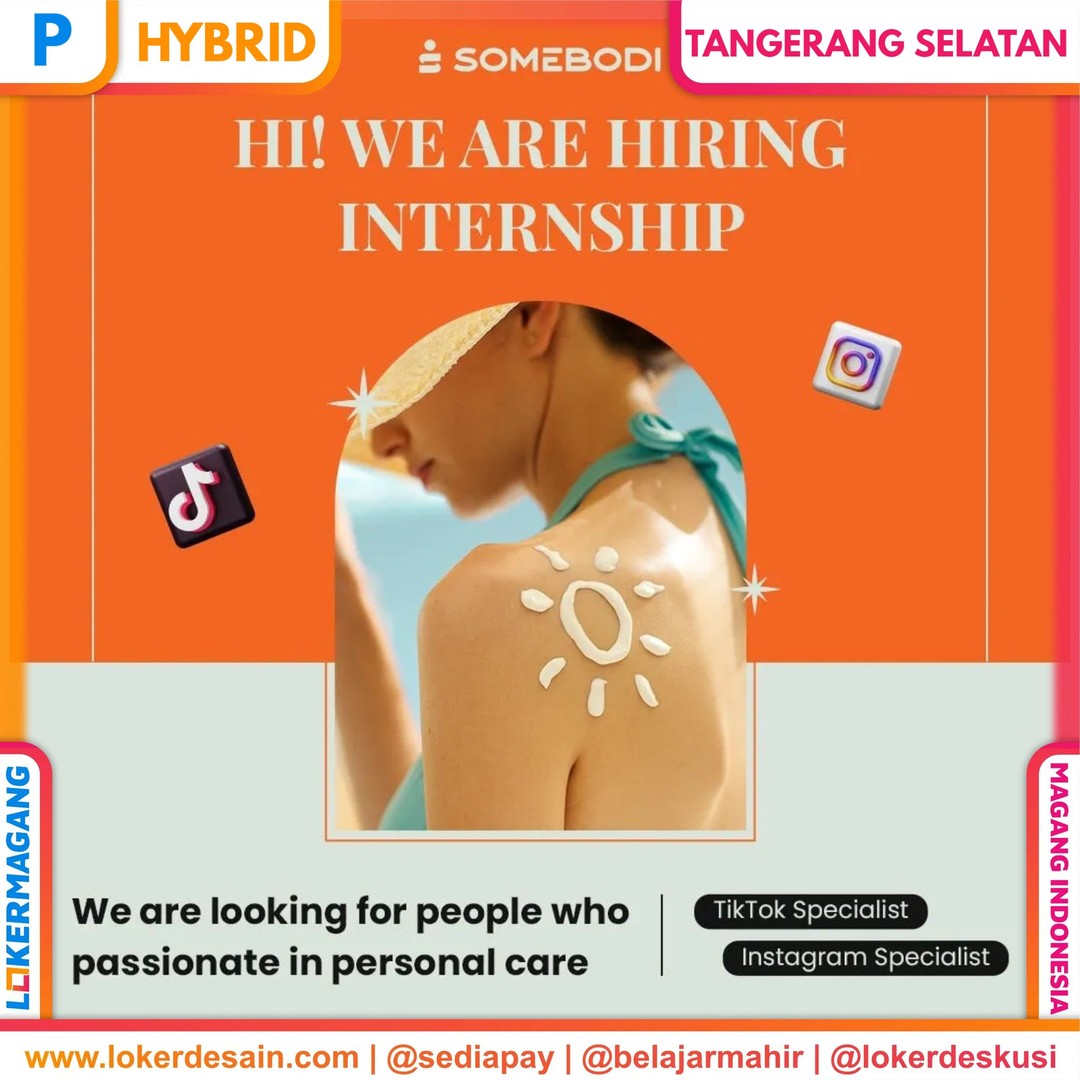 P
HYBRID
SOMEBODI
TANGERANG SELATAN
HI! WE ARE HIRING
INTERNSHIP
We are looking for people who
passionate in personal care
TikTok Specialist
Instagram Specialist
LOKERMAGANG
MAGANG INDONESIA
www.lokerdesain.com | @sediapay | @belajarmahir | @lokerdeskusi